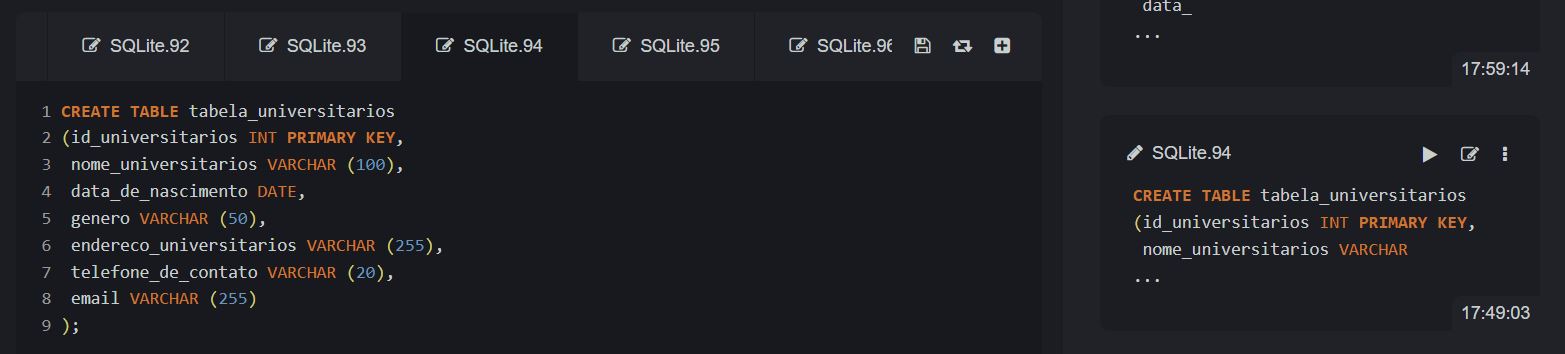 SQLite.92
SQLite.93
SQLite.94
SQLite.95
SQLite.96
1 CREATE TABLE tabela_universitarios
2 (id_universitarios INT PRIMARY KEY,
3 nome_universitarios VARCHAR (100),
4 data_de_nascimento DATE,
5 genero VARCHAR (50),
6 endereco_universitarios VARCHAR (255),
7 telefone_de_contato VARCHAR (20),
8 email VARCHAR (255)
9 );
data_
...
17:59:14
SQLite.94
CREATE TABLE tabela_universitarios
(id_universitarios INT PRIMARY KEY,
nome_universitarios VARCHAR
...
17:49:03